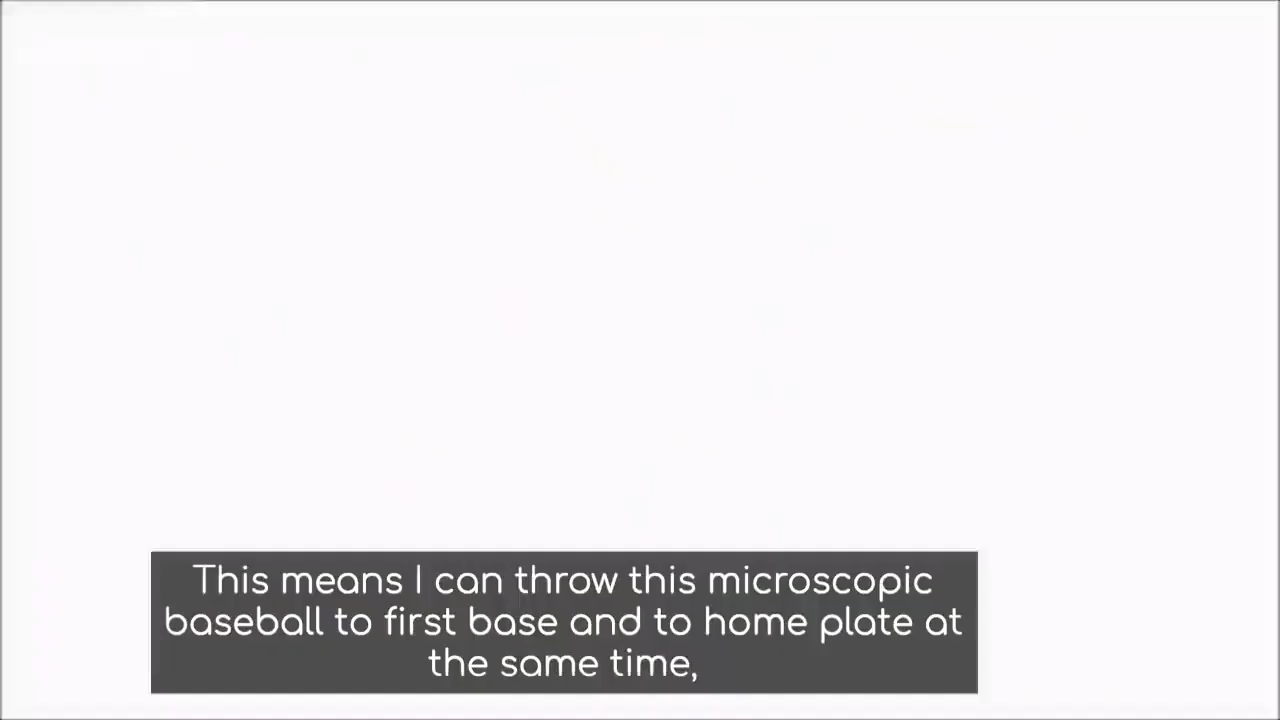 This means I can throw this microscopic
baseball to first base and to home plate at
the same time,